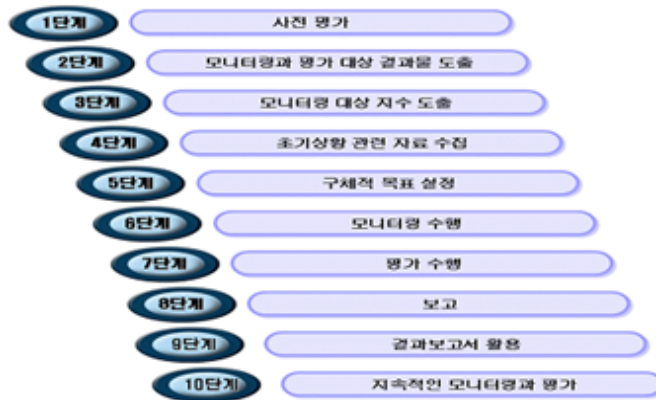 1단계 사전 평가
2단계 모니터링과 평가 대상 결과물 도출
3단계 모니터링 대상 지수 도출
4단계 초기상황 관련 자료 수집
5단계 구체적 목표 설정
6단계 모니터링 수행
7단계 평가 수행
8단계 보고
9단계 결과보고서 활용
10단계 지속적인 모니터링과 평가